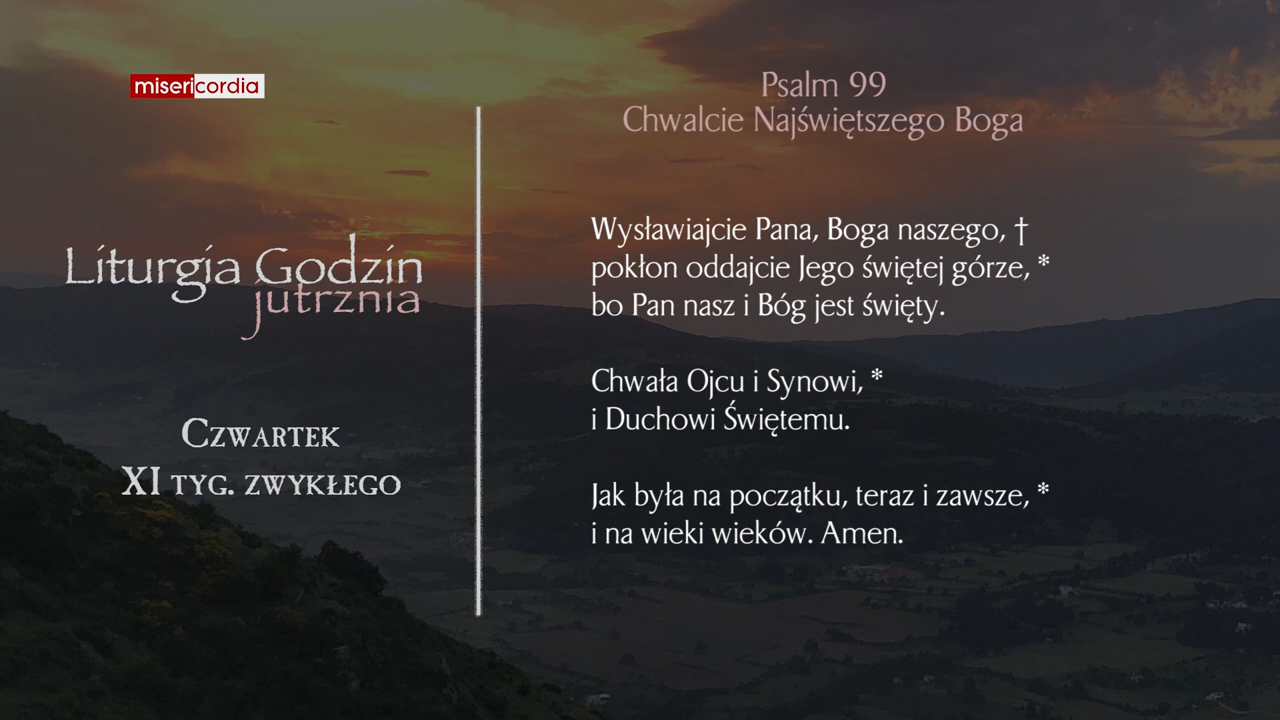 misericordia
Liturgia Godzin
jutrznia
Czwartek
XI tyg. zwykłego
Psalm 99
Chwalcie Najświętszego Boga
Wysławiajcie Pana, Boga naszego, †
pokłon oddajcie Jego świętej górze, *
bo Pan nasz i Bóg jest święty.
Chwała Ojcu i Synowi, *
i Duchowi Świętemu.
Jak była na początku, teraz i zawsze, *
i na wieki wieków. Amen.